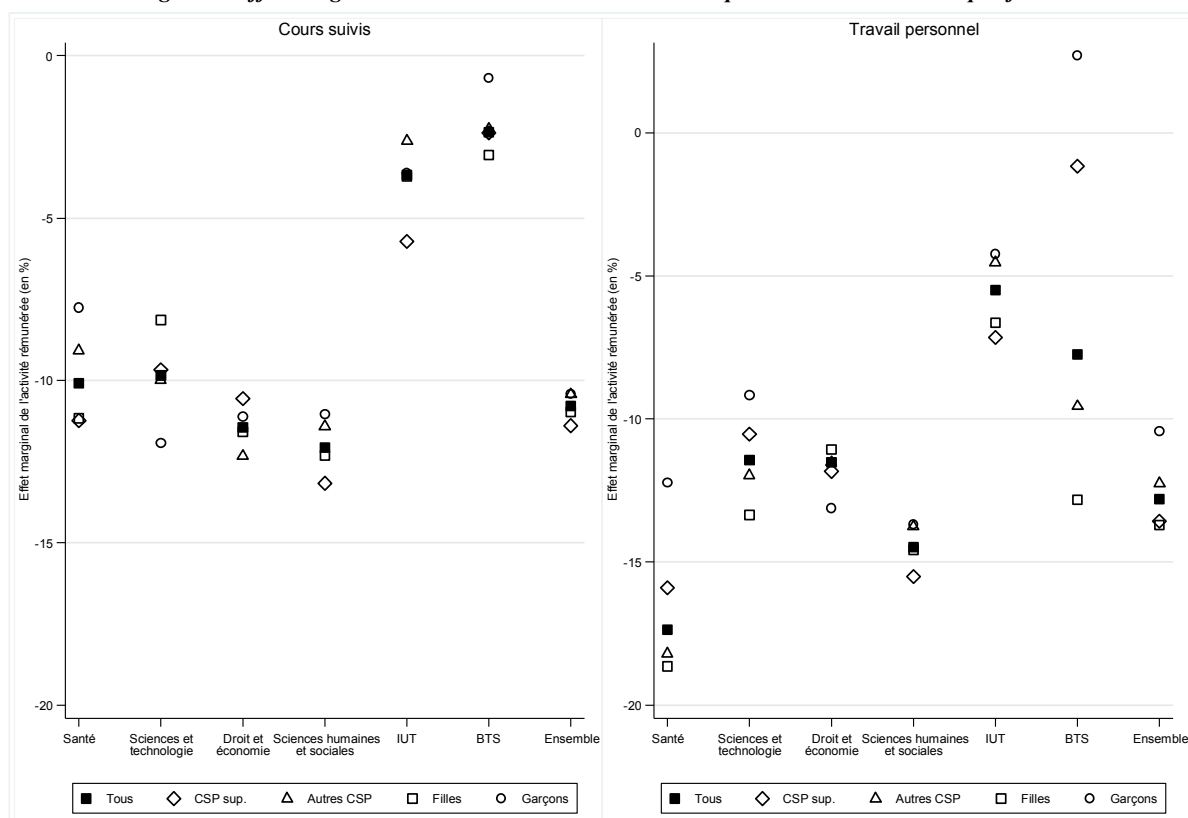 Cours suivis
Effet marginal de l'activité rémunérée (en %)
0
-5
-10
-15
-20
Santé
Sciences et
technologie
Droit et
économie
Sciences humaines
et sociales
IUT
BTS
Ensemble
Tous
CSP sup.
Autres CSP
Filles
Garçons
Travail personnel
Effet marginal de l'activité rémunérée (en %)
0
-5
-10
-15
-20
Santé
Sciences et
technologie
Droit et
économie
Sciences humaines
et sociales
IUT
BTS
Ensemble
Tous
CSP sup.
Autres CSP
Filles
Garçons